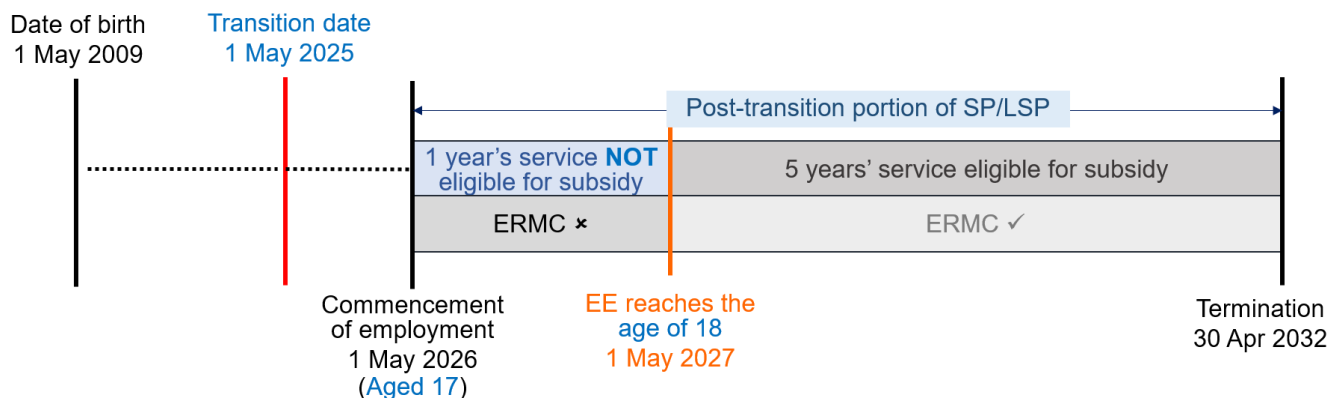 Date of birth
1 May 2009
Transition date
1 May 2025
Post-transition portion of SP/LSP
1 year's service NOT
eligible for subsidy
5 years' service eligible for subsidy
ERMC ✘
ERMC ✓
Commencement
of employment
1 May 2026
(Aged 17)
EE reaches the
age of 18
1 May 2027
Termination
30 Apr 2032